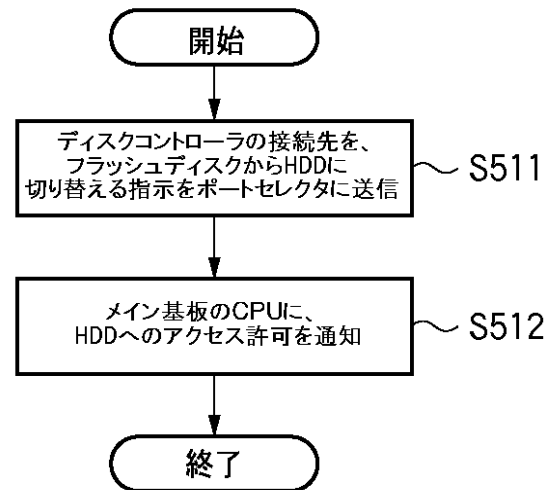 開始
ディスクコントローラの接続先を、
フラッシュディスクからHDDに
切り替える指示をポートセレクタに送信
S511
メイン基板のCPUに、
HDDへのアクセス許可を通知
S512
終了